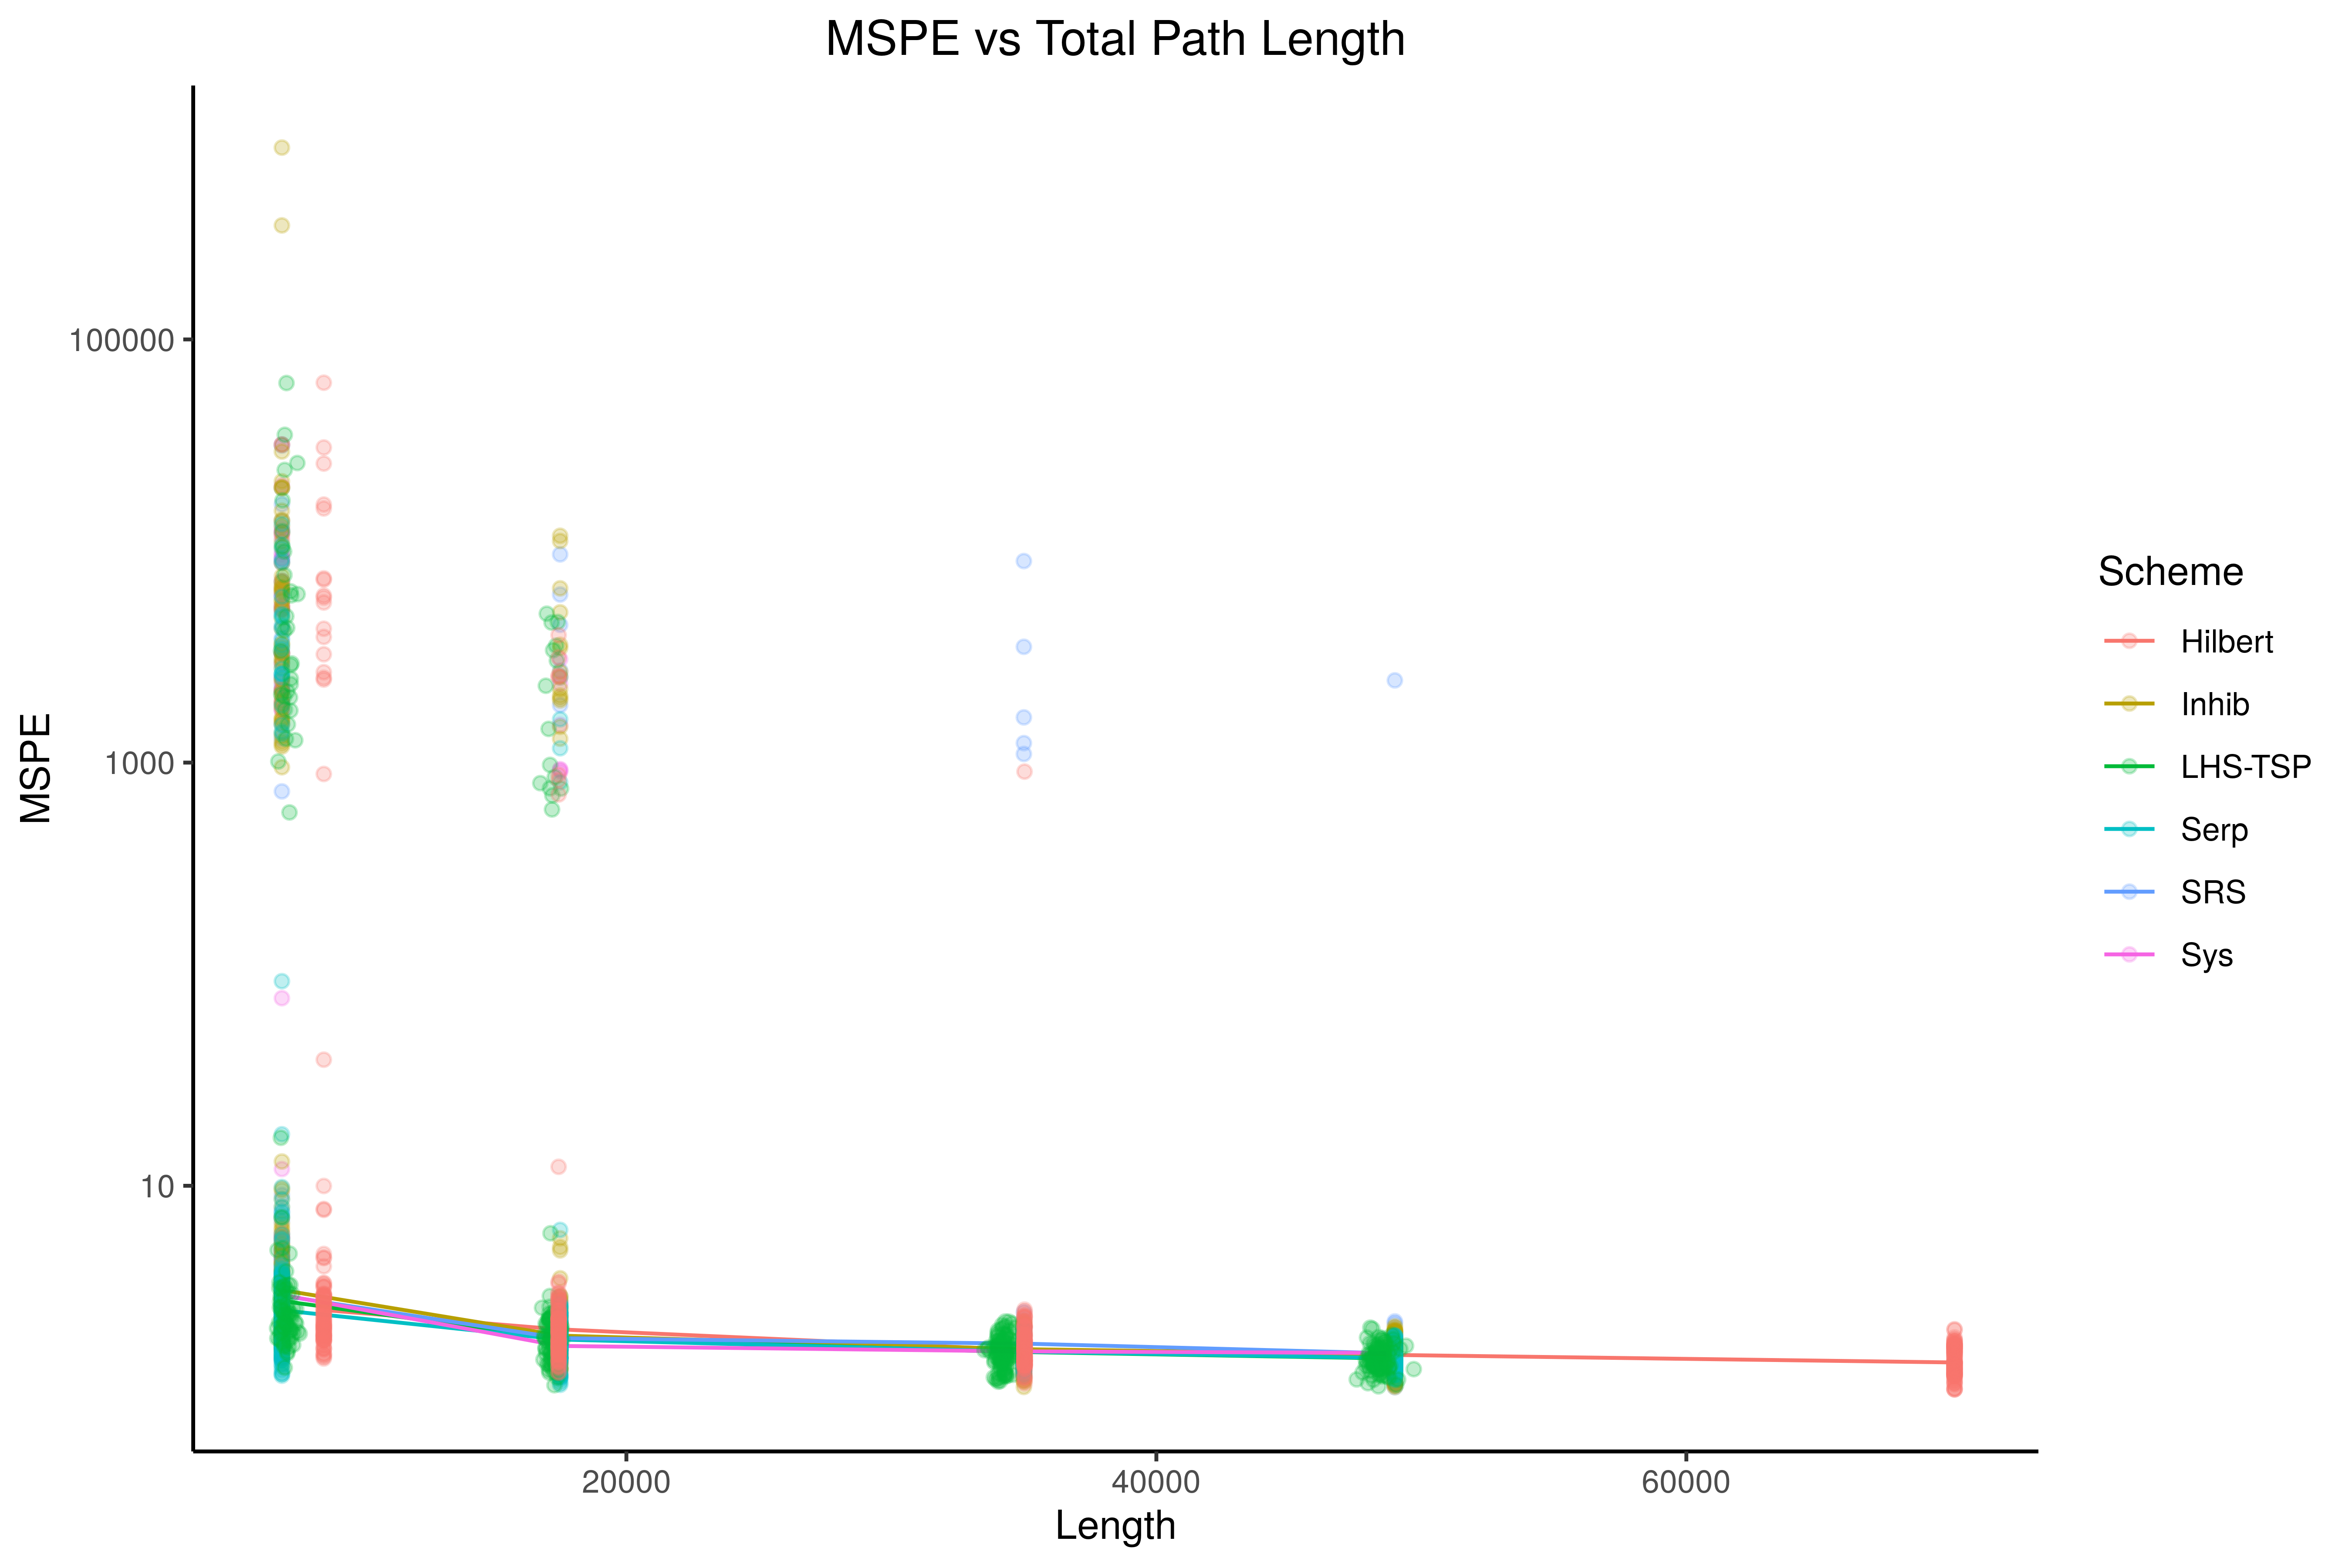 MSPE vs Total Path Length
MSPE
100000
1000
10
20000
40000
60000
Length
Scheme
Hilbert
Inhib
LHS-TSP
Serp
SRS
Sys